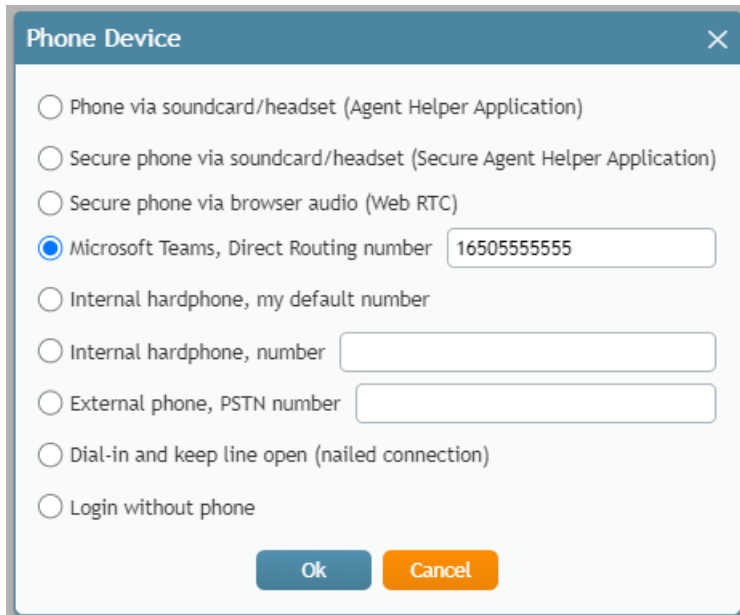 Phone Device
Phone via soundcard/headset (Agent Helper Application)
Secure phone via soundcard/headset (Secure Agent Helper Application)
Secure phone via browser audio (Web RTC)
Microsoft Teams, Direct Routing number 16505555555
Internal hardphone, my default number
Internal hardphone, number
External phone, PSTN number
Dial-in and keep line open (nailed connection)
Login without phone
Ok Cancel